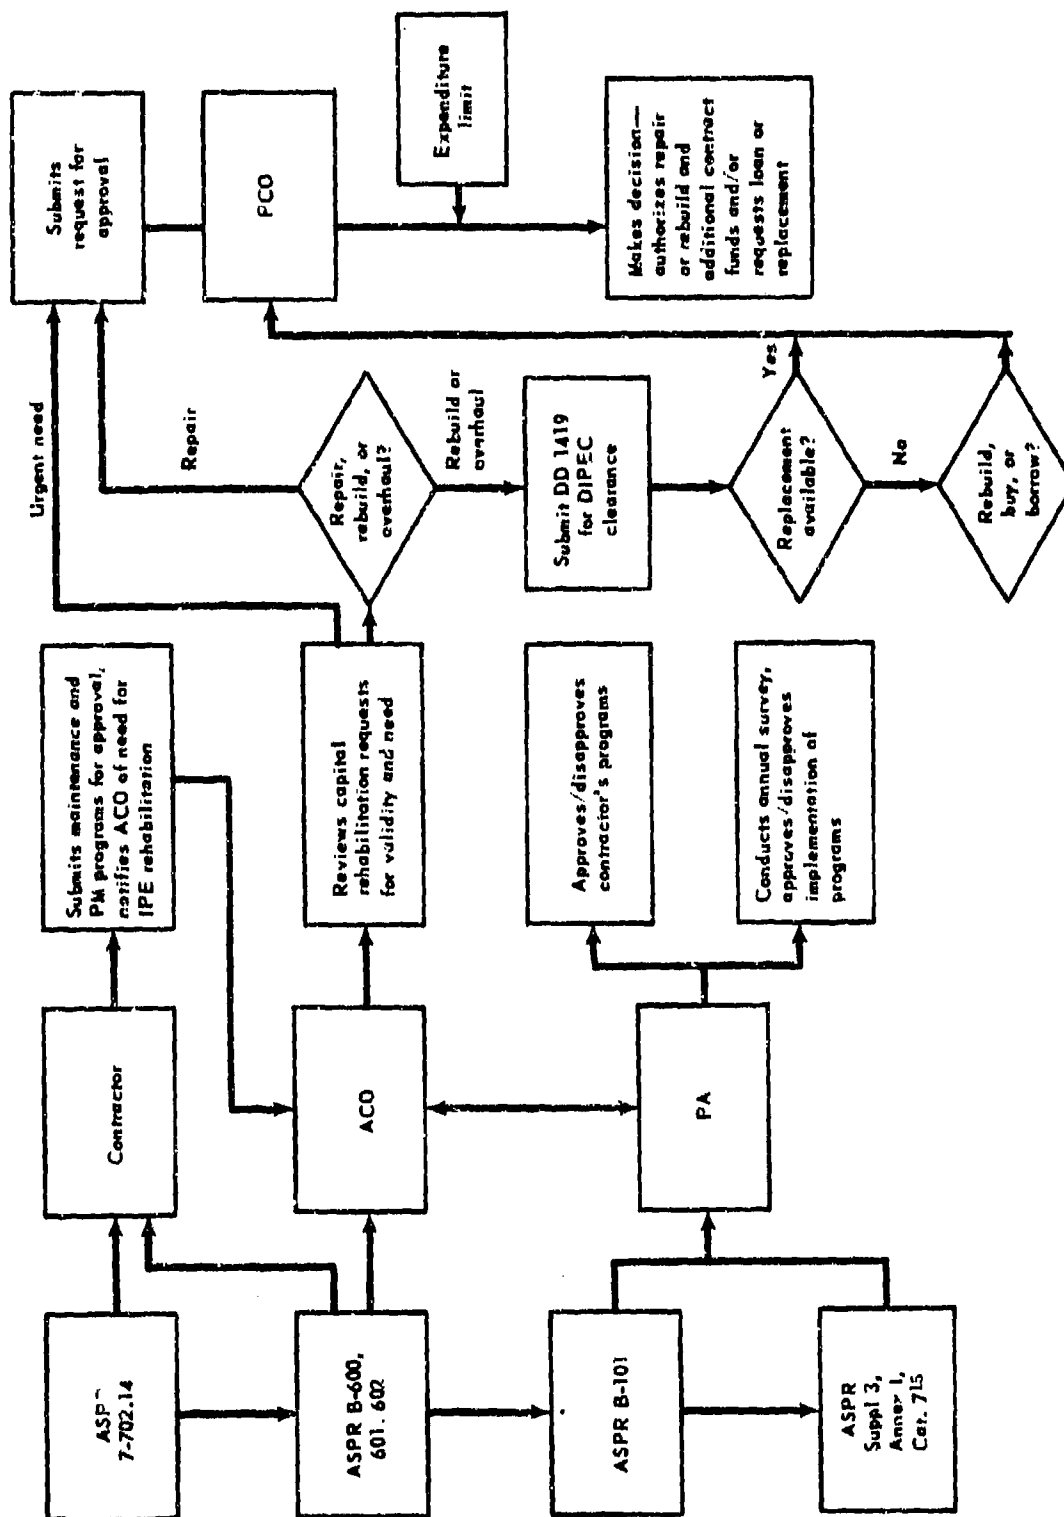 ASP
7-702.14
ASPR B-600,
601. 602
ASPR B-101
ASPR
Suppl 3,
Annex 1,
Cat. 715
Contractor
ACO
PA
Submits maintenance and
PM programs for approval,
notifies ACO of need for
IPE rehabilitation
Reviews capital
rehabilitation requests
for validity and need
Approves/disapproves
contractor's programs
Conducts annual survey,
approves/disapproves
implementation of
programs
Urgent need
Repair
Repair,
rebuild, or
overhaul?
Rebuild or
overhaul
Submit DD 1419
for DIPEC
clearance
Replacement
available?
Yes
No
Rebuild,
buy, or
borrow?
Submits
request for
approval
PCO
Expenditure
limit
Makes decision—
authorizes repair
or rebuild and
additional contract
funds and/or
requests loan or
replacement